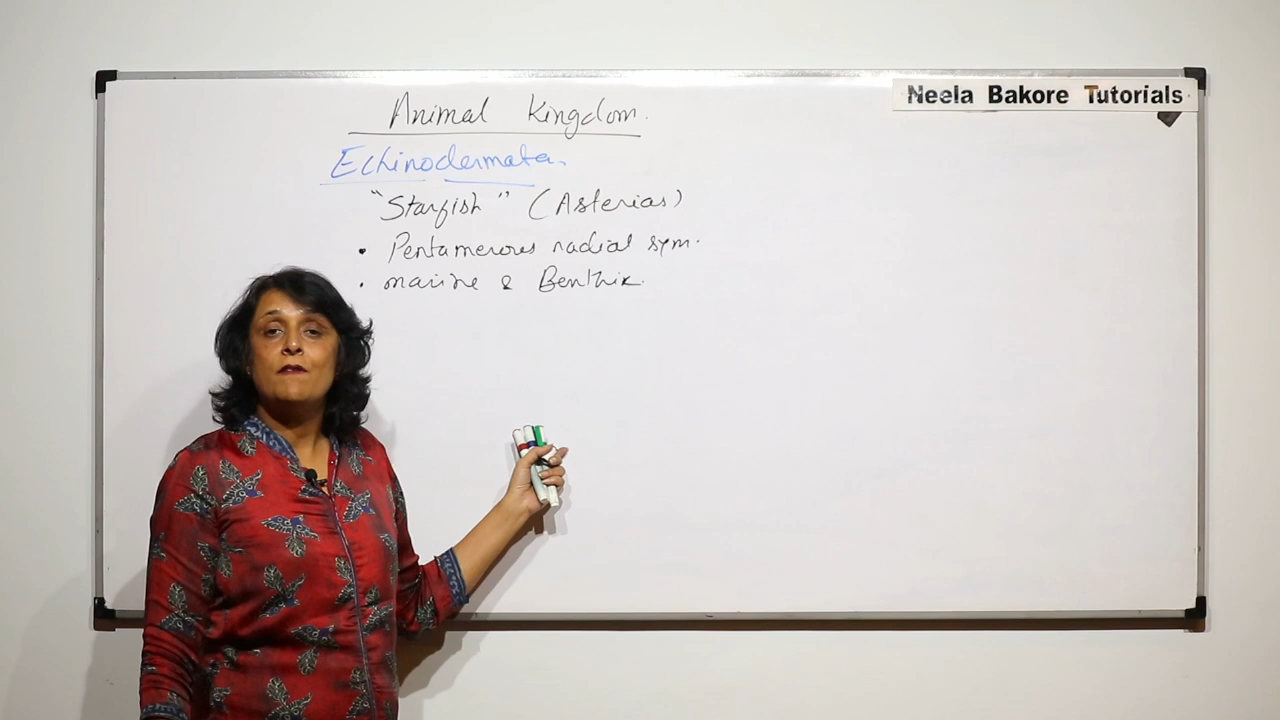 Neela Bakore Tutorials
Animal Kingdom.
Echinodermata.
"Starfish" (Asterias)
• Pentamerous radial sym.
• marine & Benthic.